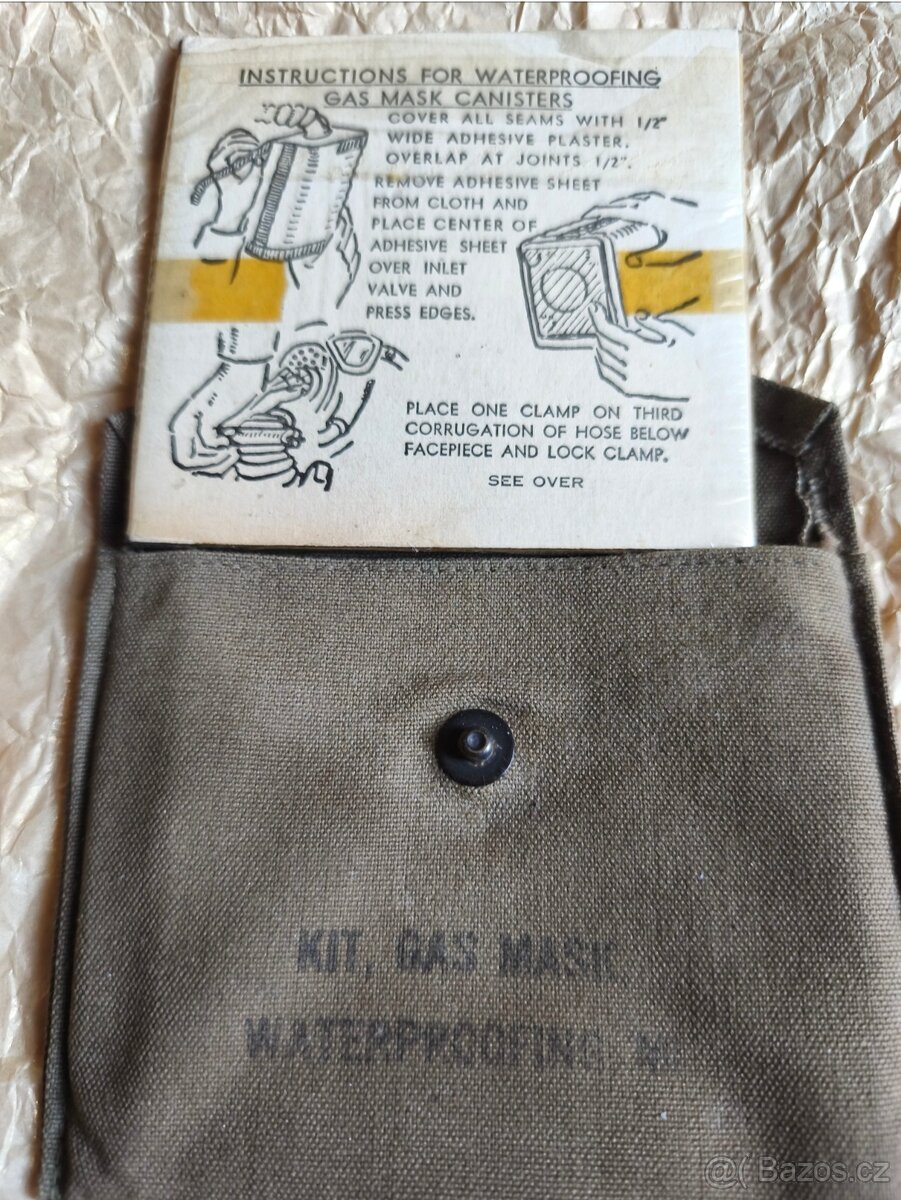 INSTRUCTIONS FOR WATERPROOFING
GAS MASK CANISTERS
COVER ALL SEAMS WITH 1/2"
WIDE ADHESIVE PLASTER.
OVERLAP AT JOINTS 1/2".
REMOVE ADHESIVE SHEET
FROM CLOTH AND
PLACE CENTER OF
ADHESIVE SHEET
OVER INLET
VALVE AND
PRESS EDGES.
PLACE ONE CLAMP ON THIRD
CORRUGATION OF HOSE BELOW
FACEPIECE AND LOCK CLAMP.
SEE OVER
KIT, GAS MASK
WATERPROOFING
@( Bazos.cz